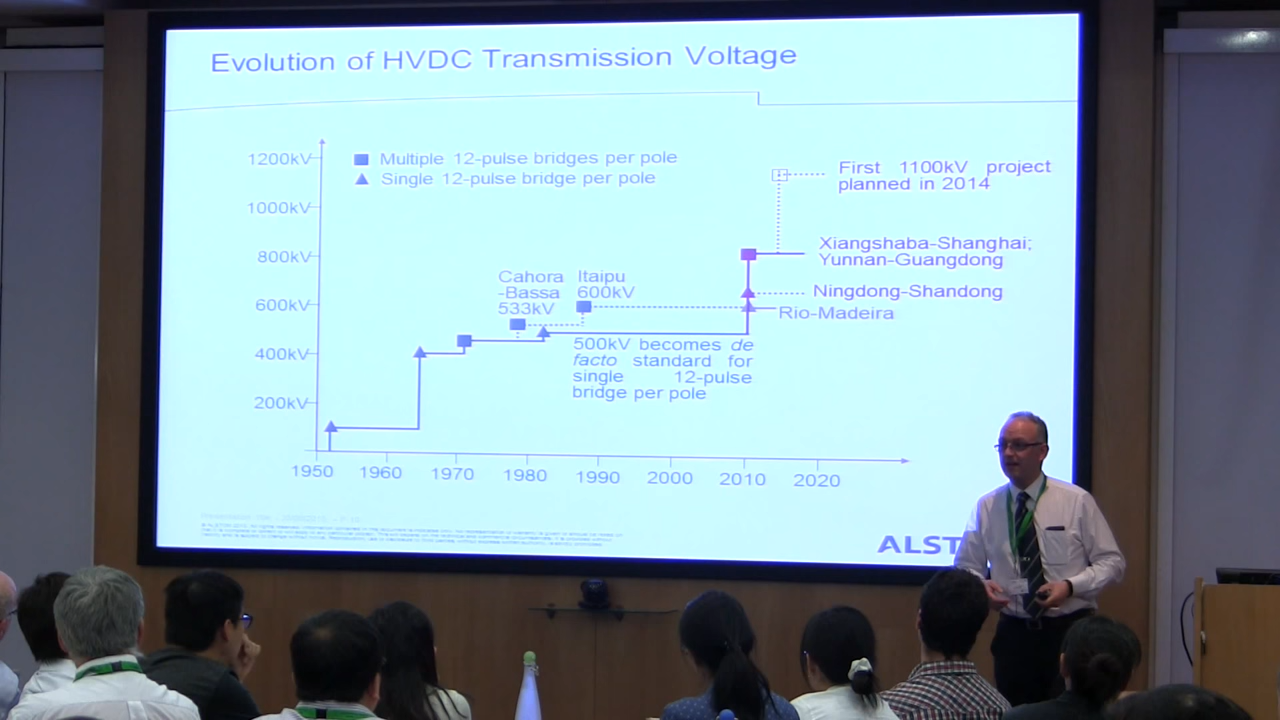 Evolution of HVDC Transmission Voltage
1200kV
Multiple 12-pulse bridges per pole
Single 12-pulse bridge per pole
First 1100kV project
planned in 2014
1000kV
800kV
Xiangshaba-Shanghai;
Yunnan-Guangdong
Cahora
-Bassa
533kV
Itaipu
600kV
Ningdong-Shandong
600kV
Rio-Madeira
500kV becomes de
facto standard for
single 12-pulse
bridge per pole
400kV
200kV
1950 1960 1970 1980 1990 2000 2010 2020
ALST